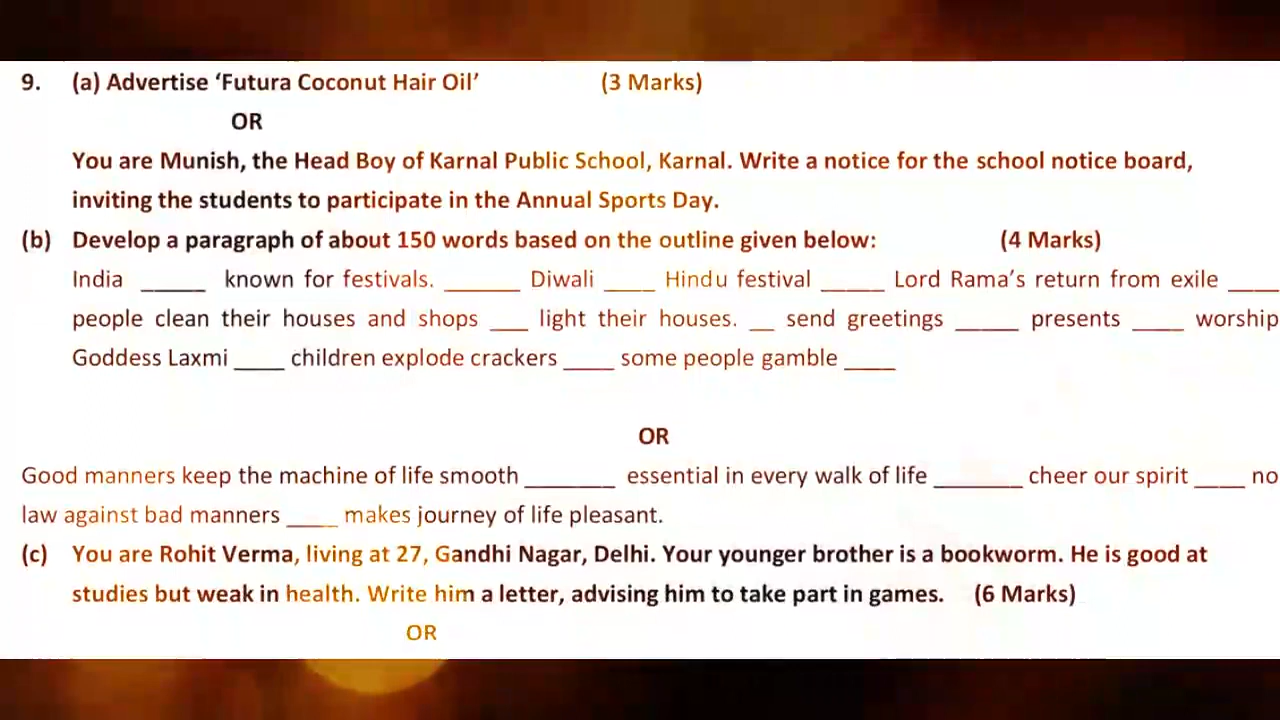 9. (a) Advertise ‘Futura Coconut Hair Oil’ (3 Marks)
OR
You are Munish, the Head Boy of Karnal Public School, Karnal. Write a notice for the school notice board,
inviting the students to participate in the Annual Sports Day.
(b) Develop a paragraph of about 150 words based on the outline given below: (4 Marks)
India _____ known for festivals. ______ Diwali ____ Hindu festival _____ Lord Rama’s return from exile ____
people clean their houses and shops ___ light their houses. __ send greetings _____ presents ____ worship
Goddess Laxmi ____ children explode crackers ____ some people gamble ____
OR
Good manners keep the machine of life smooth _______ essential in every walk of life _______ cheer our spirit ____ no
law against bad manners ____ makes journey of life pleasant.
(c) You are Rohit Verma, living at 27, Gandhi Nagar, Delhi. Your younger brother is a bookworm. He is good at
studies but weak in health. Write him a letter, advising him to take part in games. (6 Marks)
OR